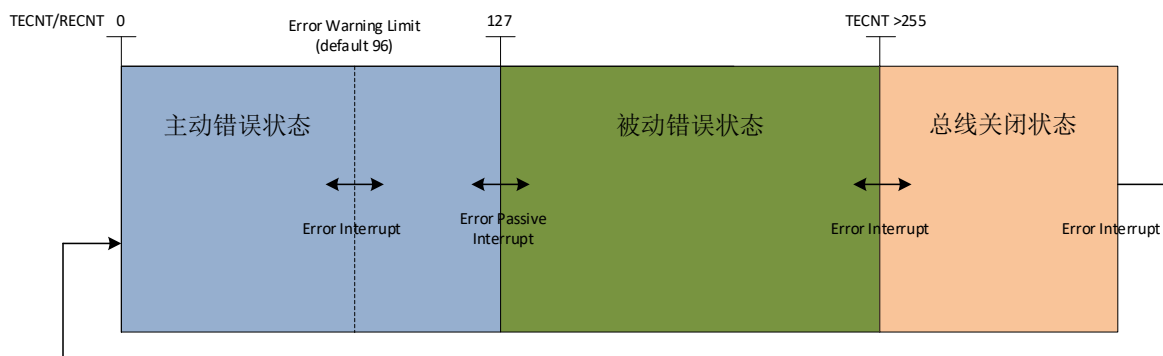 TECNT/RECNT 0
Error Warning Limit
(default 96)
127
TECNT >255
主动错误状态
被动错误状态
总线关闭状态
Error Interrupt
Error Passive
Interrupt
Error Interrupt
Error Interrupt